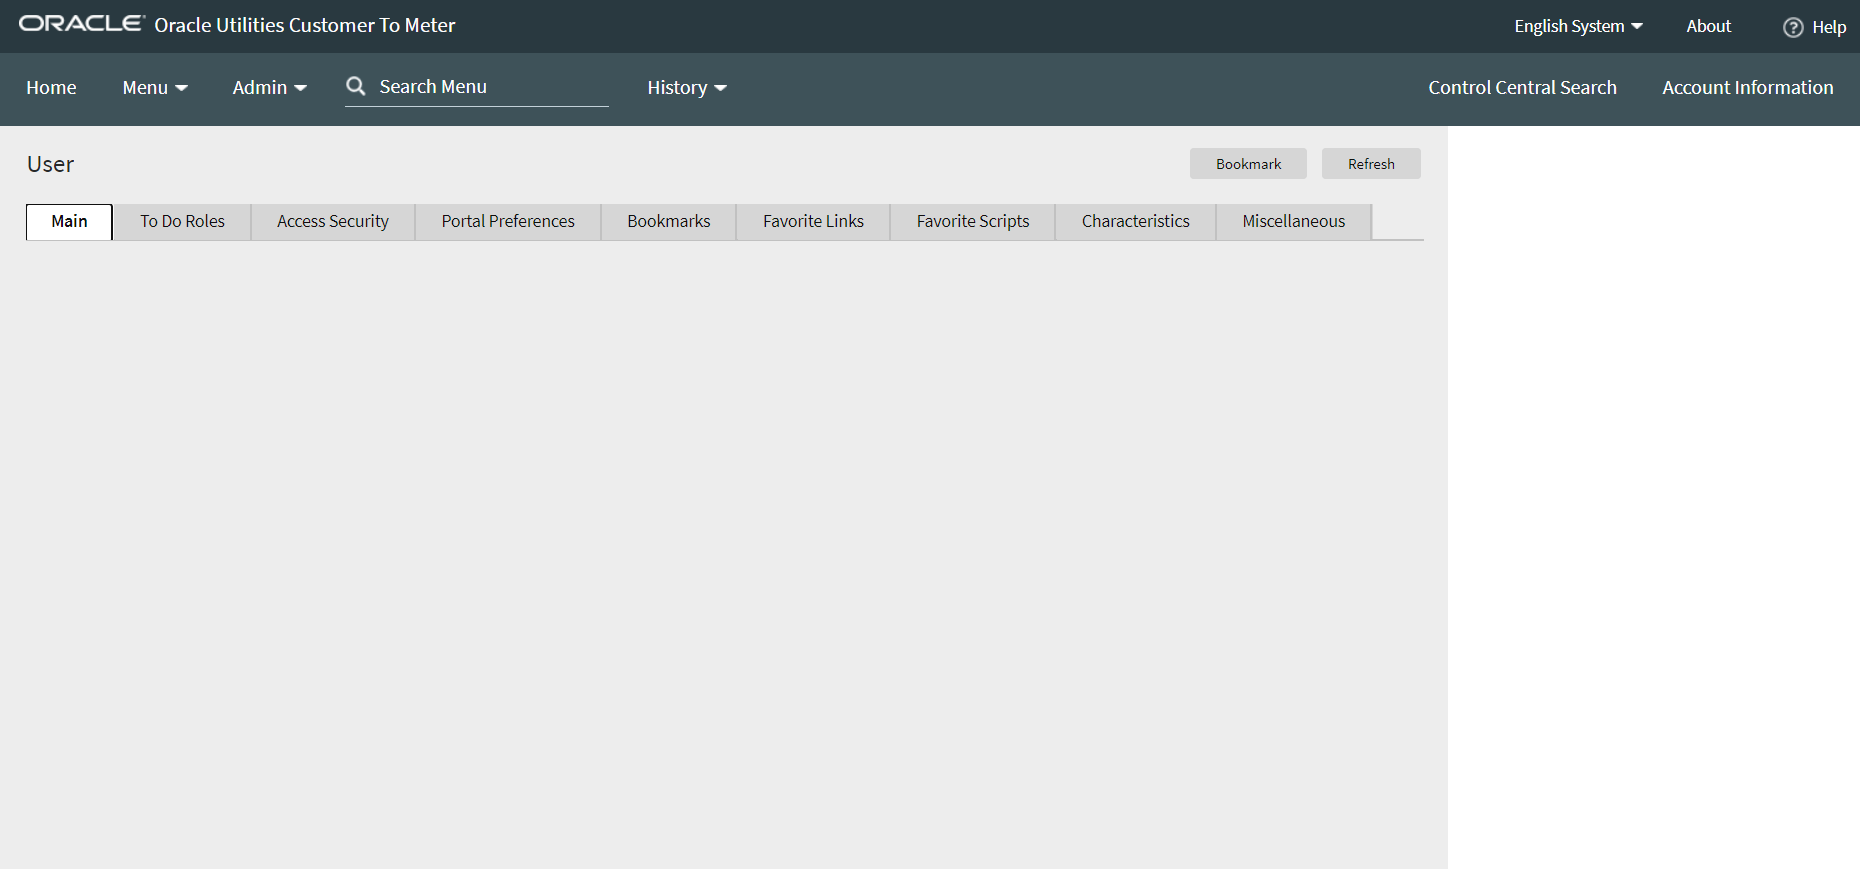 ORACLE Oracle Utilities Customer To Meter English System About Help
Home Menu Admin Search Menu History Control Central Search Account Information
User Bookmark Refresh
Main To Do Roles Access Security Portal Preferences Bookmarks Favorite Links Favorite Scripts Characteristics Miscellaneous